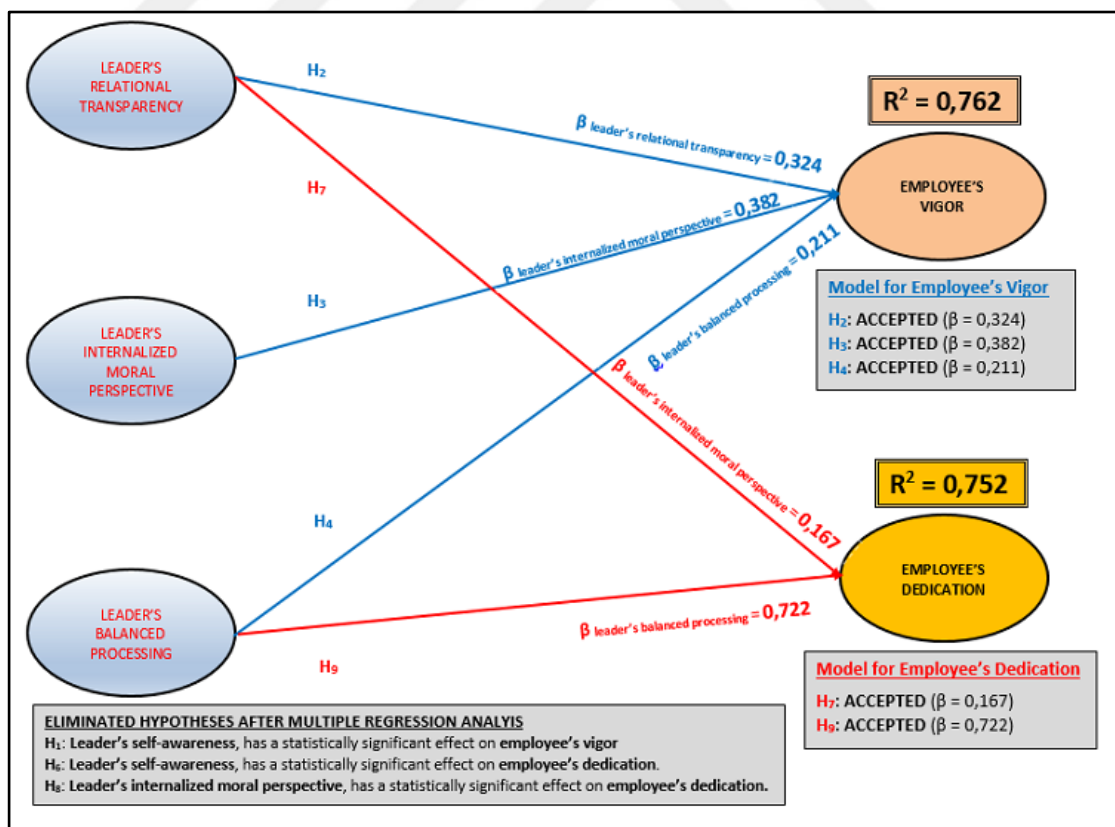 LEADER'S
RELATIONAL
TRANSPARENCY
H₂
β leader's relational transparency = 0,324
R² = 0,762
EMPLOYEE'S
VIGOR
H₇
β leader's internalized moral perspective = 0,382
β leader's balanced processing = 0,211
H₃
LEADER'S
INTERNALIZED
MORAL
PERSPECTIVE
Model for Employee's Vigor
H₂: ACCEPTED (β = 0,324)
H₃: ACCEPTED (β = 0,382)
H₄: ACCEPTED (β = 0,211)
β leader's internalized moral perspective = 0,167
R² = 0,752
H₄
EMPLOYEE'S
DEDICATION
LEADER'S
BALANCED
PROCESSING
β leader's balanced processing = 0,722
H₉
Model for Employee's Dedication
H₇: ACCEPTED (β = 0,167)
H₉: ACCEPTED (β = 0,722)
ELIMINATED HYPOTHESES AFTER MULTIPLE REGRESSION ANALYIS
H₁: Leader's self-awareness, has a statistically significant effect on employee's vigor
H₆: Leader's self-awareness, has a statistically significant effect on employee's dedication.
H₈: Leader's internalized moral perspective, has a statistically significant effect on employee's dedication.